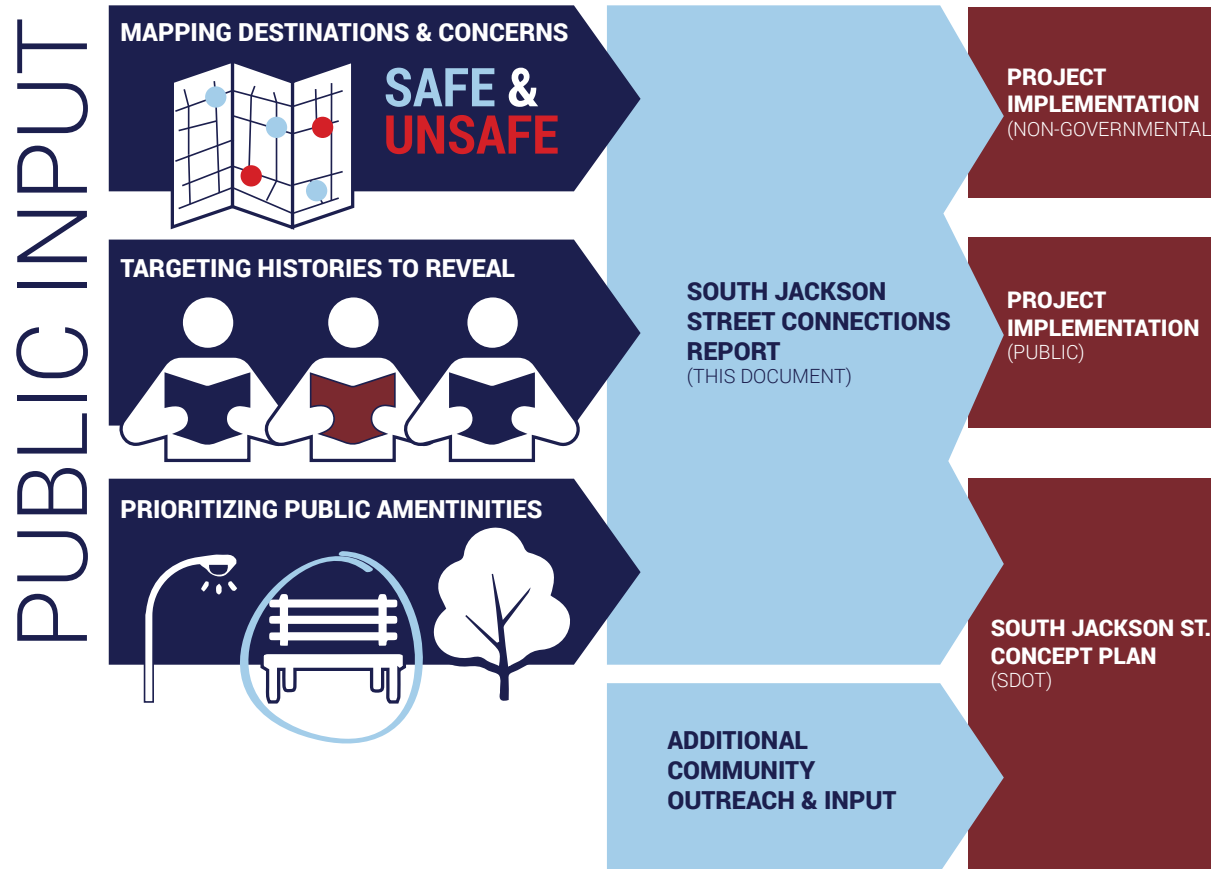 PUBLIC INPUT
MAPPING DESTINATIONS & CONCERNS
SAFE &
UNSAFE
TARGETING HISTORIES TO REVEAL
PRIORITIZING PUBLIC AMENTINITIES
SOUTH JACKSON
STREET CONNECTIONS
REPORT
(THIS DOCUMENT)
ADDITIONAL
COMMUNITY
OUTREACH & INPUT
PROJECT
IMPLEMENTATION
(NON-GOVERNMENTAL
PROJECT
IMPLEMENTATION
(PUBLIC)
SOUTH JACKSON ST.
CONCEPT PLAN
(SDOT)